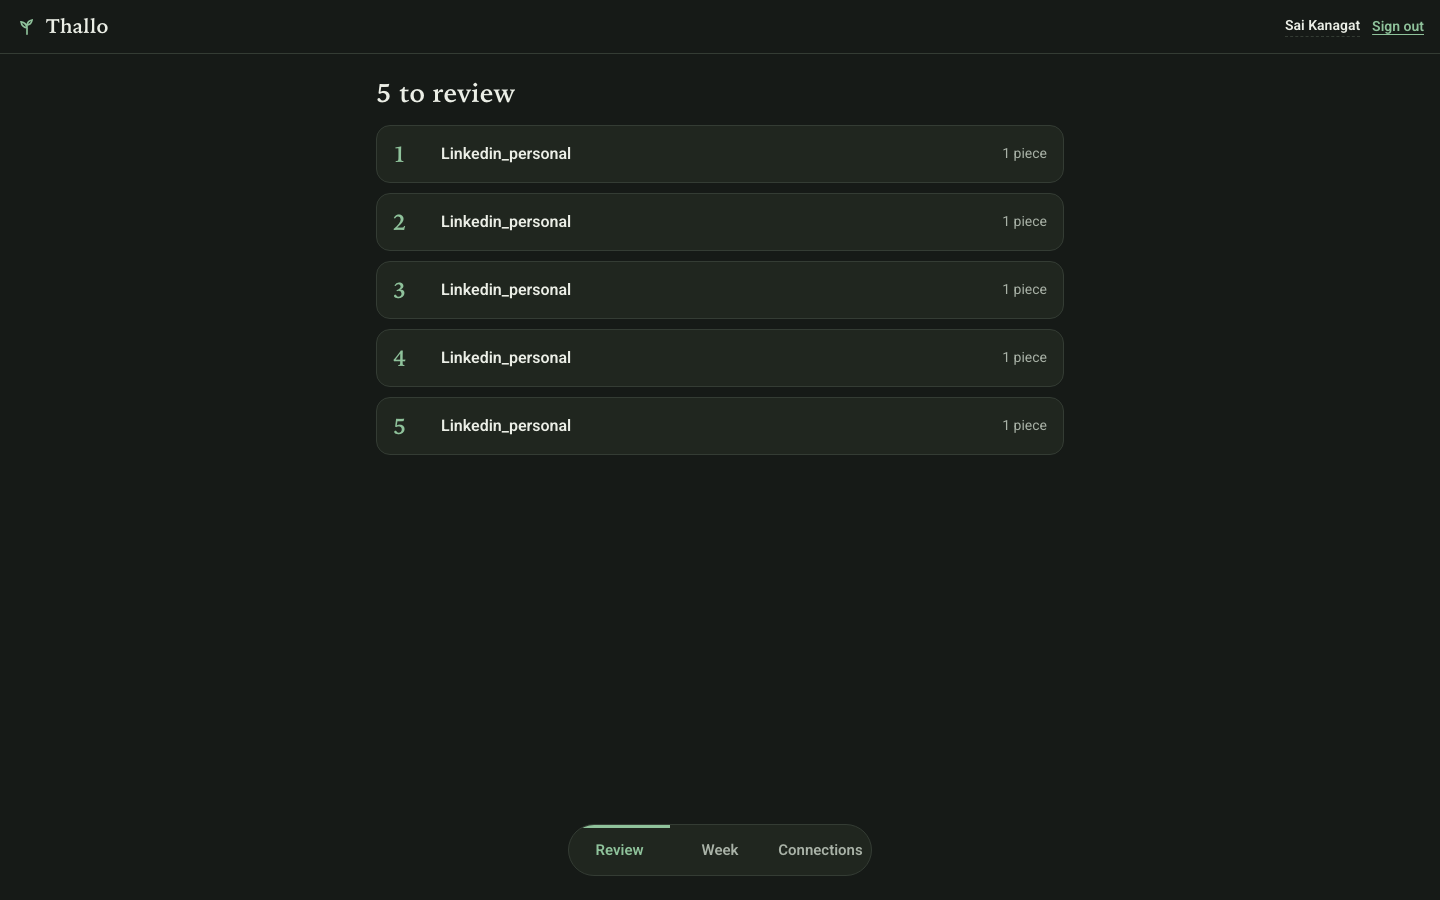 Thallo
Sai Kanagat
Sign out
5 to review
1 Linkedin_personal 1 piece
2 Linkedin_personal 1 piece
3 Linkedin_personal 1 piece
4 Linkedin_personal 1 piece
5 Linkedin_personal 1 piece
Review Week Connections